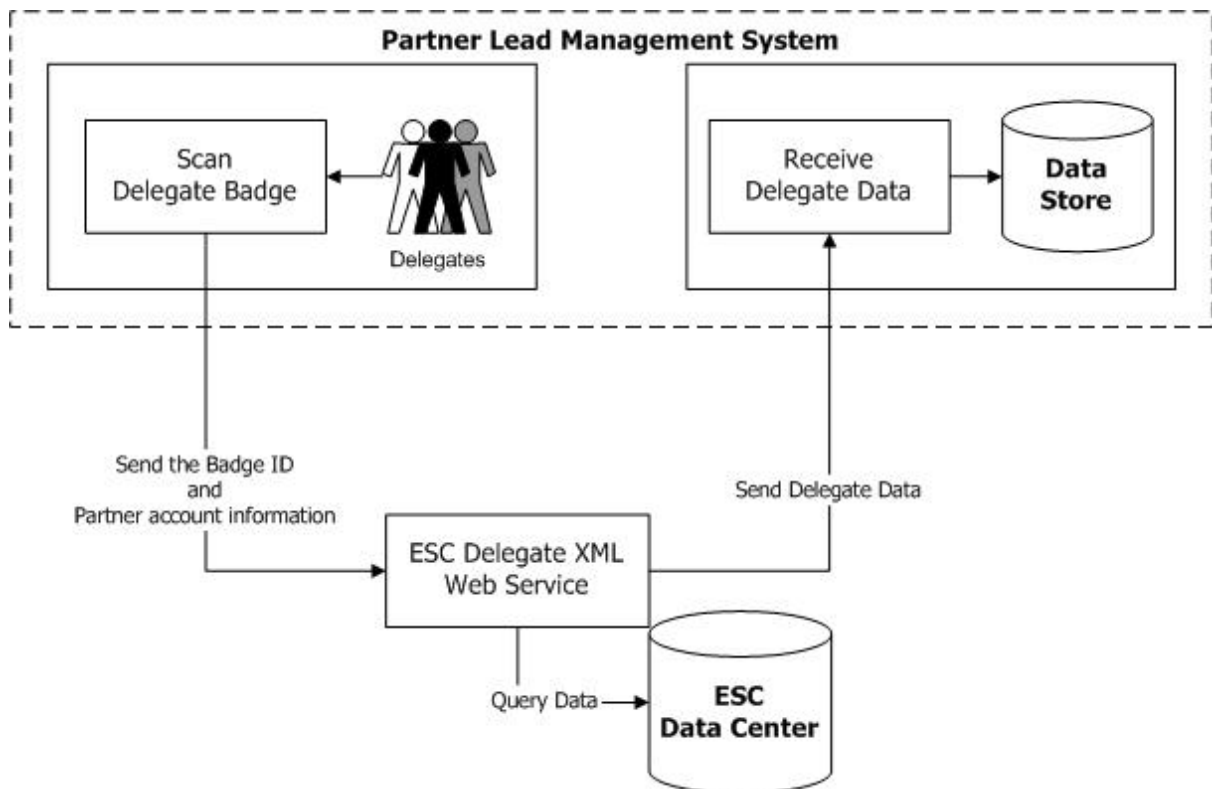 Partner Lead Management System
Scan
Delegate Badge
Delegates
Receive
Delegate Data
Data
Store
Send the Badge ID
and
Partner account information
Send Delegate Data
ESC Delegate XML
Web Service
Query Data
ESC
Data Center